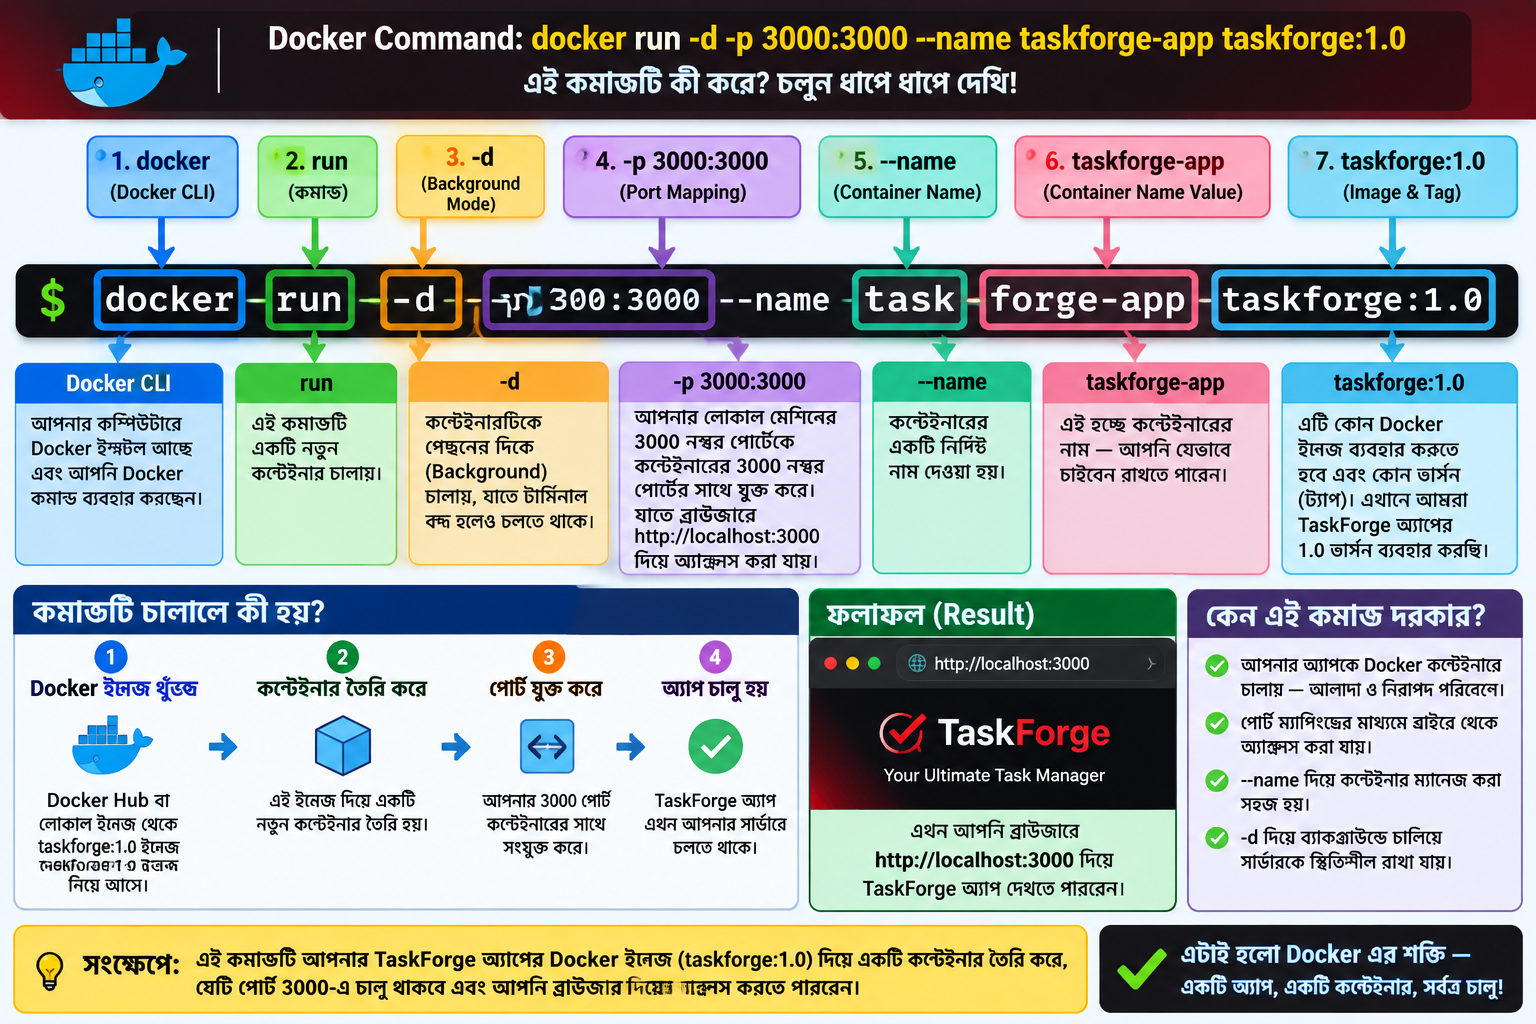 Docker Command: docker run -d -p 3000:3000 --name taskforge-app taskforge:1.0
এই কমান্ডটি কী করে? চলুন ধাপে ধাপে দেখি!
1. docker
(Docker CLI)
2. run
(কমান্ড)
3. -d
(Background
Mode)
4. -p 3000:3000
(Port Mapping)
5. --name
(Container Name)
6. taskforge-app
(Container Name Value)
7. taskforge:1.0
(Image & Tag)
$ docker run -d 300:3000 --name task forge-app taskforge:1.0
Docker CLI
আপনার কম্পিউটারে
Docker আছে
এবং আপনি Docker
কমান্ড ব্যবহার করছেন।
run
এই কমান্ডটি
একটি নতুন
কন্টেইনার চালায়।
-d
কন্টেইনারটিকে
পেছনের দিকে
(Background)
চালায়, যাতে টার্মিনাল
বন্দ হলেও চলতে থাকে।
-p 3000:3000
আপনার লোকাল মেশিনের
3000 নম্বর পোর্টেকে
কন্টেইনারের 3000 নম্বর
পোর্টের সাথে যুক্ত করে।
যাতে ব্রাউজারে
http://localhost:3000
দিয়ে করা যায়।
--name
কন্টেইনারের
একটি নির্দিষ্ট
নাম দেওয়া হয়।
taskforge-app
এই হচ্ছে কন্টেইনারের
নাম — আপনি যেভাবে
চাইবেন রাখতে পারেন।
taskforge:1.0
এটি কোন Docker
ইমেজ ব্যবহার করতে
হবে এবং কোন ভার্সন
(ট্যাপ)। এখানে আমরা
TaskForge অ্যাপের
1.0 ভার্সন ব্যবহার করছি।
কমান্ডটি চালালে কী হয়?
1
Docker ইমেজ
2
কন্টেইনার তৈরি করে
3
পোর্ট যুক্ত করে
4
অ্যাপ চালু হয়
Docker Hub বা
লোকাল ইমেজ থেকে
taskforge:1.0 ইমেজ
নিয়ে আসে।
এই ইমেজ দিয়ে একটি
নতুন কন্টেইনার তৈরি হয়।
আপনার 3000 পোর্ট
কন্টেইনারের সাথে
সংযুক্ত করে।
TaskForge অ্যাপ
এখন আপনার সার্ভারে
চলতে থাকে।
ফলাফল (Result)
http://localhost:3000
TaskForge
Your Ultimate Task Manager
এখন আপনি ব্রাউজারে
http://localhost:3000 দিয়ে
TaskForge অ্যাপ দেখতে পাররেন।
কেন এই কমান্ড দরকার?
আপনার অ্যাপকে Docker কন্টেইনারে
চালায় — আলাদা ও নিরাপদ পরিবেলে।
পোর্ট মাধ্যমে থেকে
করা যায়।
--name দিয়ে কন্টেইনার ম্যানেজ করা
সহজ হয়।
-d দিয়ে ব্যাকগ্রাউন্ডে চালিয়ে
সার্ভারকে রাখা যায়।
সংক্ষেপে: এই কমান্ডটি আপনার TaskForge অ্যাপের Docker ইমেজ (taskforge:1.0) দিয়ে একটি কন্টেইনার তৈরি করে,
যেটি পোর্ট 3000-এ চালু থাকবে এবং আপনি ব্রাউজার করতে পাররেন।
এটাই হলো Docker এর শক্তি —
একটি অ্যাপ, একটি কন্টেইনার, সর্বত্র চালু!